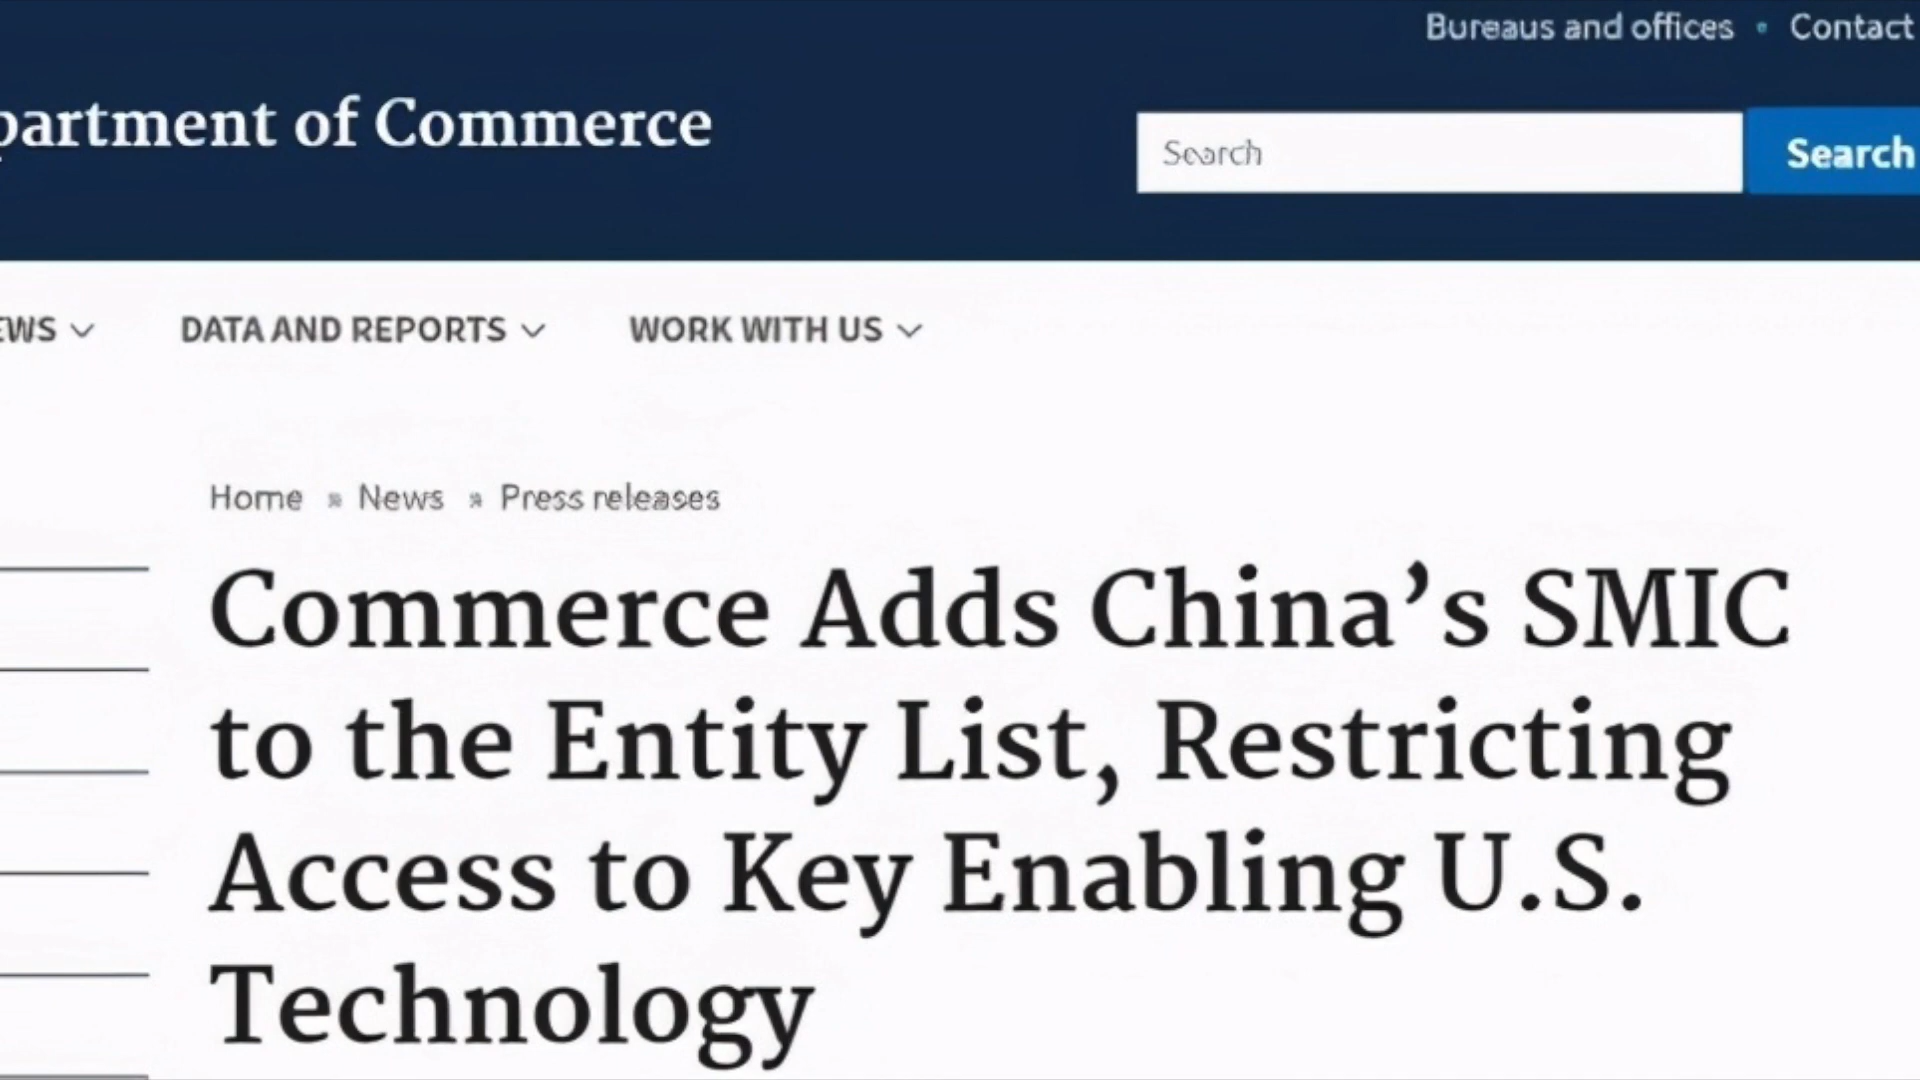 Bureaus and offices • Contact
partment of Commerce
Search
Search
EWS
DATA AND REPORTS
WORK WITH US
Home » News » Press releases
Commerce Adds China’s SMIC
to the Entity List, Restricting
Access to Key Enabling U.S.
Technology